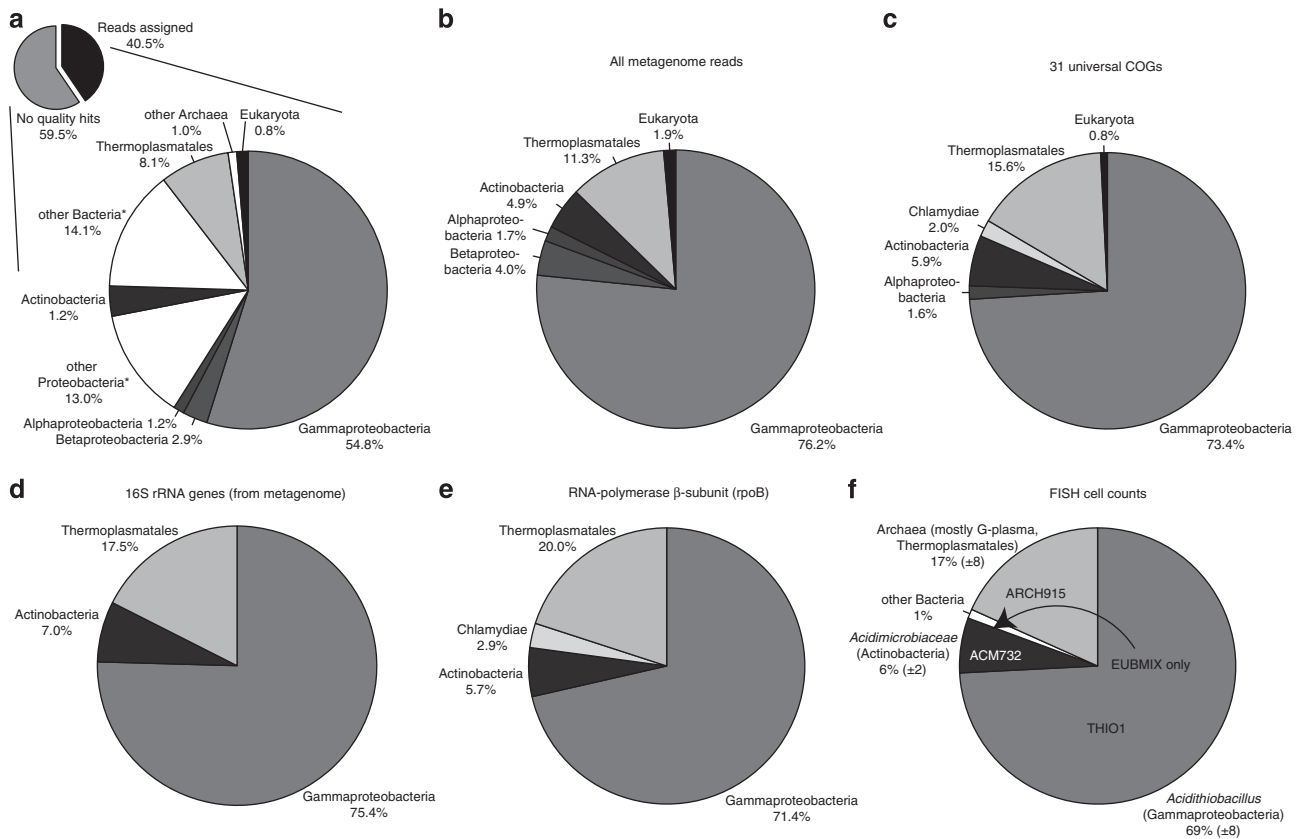 a
Reads assigned
40.5%
No quality hits
59.5%
other Archaea
1.0%
Eukaryota
0.8%
Thermoplasmatales
8.1%
other Bacteria*
14.1%
Actinobacteria
1.2%
other
Proteobacteria*
13.0%
Alphaproteobacteria 1.2%
Betaproteobacteria 2.9%
Gammaproteobacteria
54.8%
b
All metagenome reads
Eukaryota
1.9%
Thermoplasmatales
11.3%
Actinobacteria
4.9%
Alphaproteo-
bacteria 1.7%
Betaproteo-
bacteria 4.0%
Gammaproteobacteria
76.2%
c
31 universal COGs
Eukaryota
0.8%
Thermoplasmatales
15.6%
Chlamydiae
2.0%
Actinobacteria
5.9%
Alphaproteo-
bacteria
1.6%
Gammaproteobacteria
73.4%
d
16S rRNA genes (from metagenome)
Thermoplasmatales
17.5%
Actinobacteria
7.0%
Gammaproteobacteria
75.4%
e
RNA-polymerase β-subunit (rpoB)
Thermoplasmatales
20.0%
Chlamydiae
2.9%
Actinobacteria
5.7%
Gammaproteobacteria
71.4%
f
FISH cell counts
Archaea (mostly G-plasma,
Thermoplasmatales)
17% (±8)
ARCH915
other Bacteria
1%
Acidimicrobiaceae
(Actinobacteria)
6% (±2)
ACM732
EUBMIX only
THIO1
Acidithiobacillus
(Gammaproteobacteria)
69% (±8)